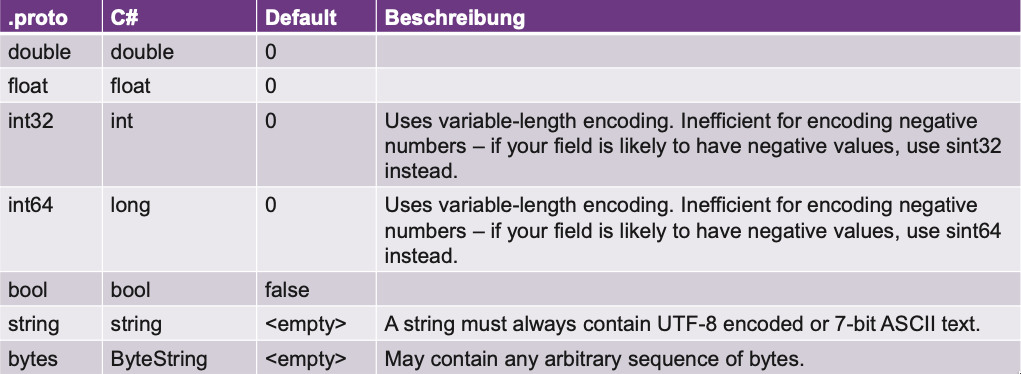 .proto C# Default Beschreibung
double double 0
float float 0
int32 int 0 Uses variable-length encoding. Inefficient for encoding negative
numbers – if your field is likely to have negative values, use sint32
instead.
int64 long 0 Uses variable-length encoding. Inefficient for encoding negative
numbers – if your field is likely to have negative values, use sint64
instead.
bool bool false
string string <empty> A string must always contain UTF-8 encoded or 7-bit ASCII text.
bytes ByteString <empty> May contain any arbitrary sequence of bytes.